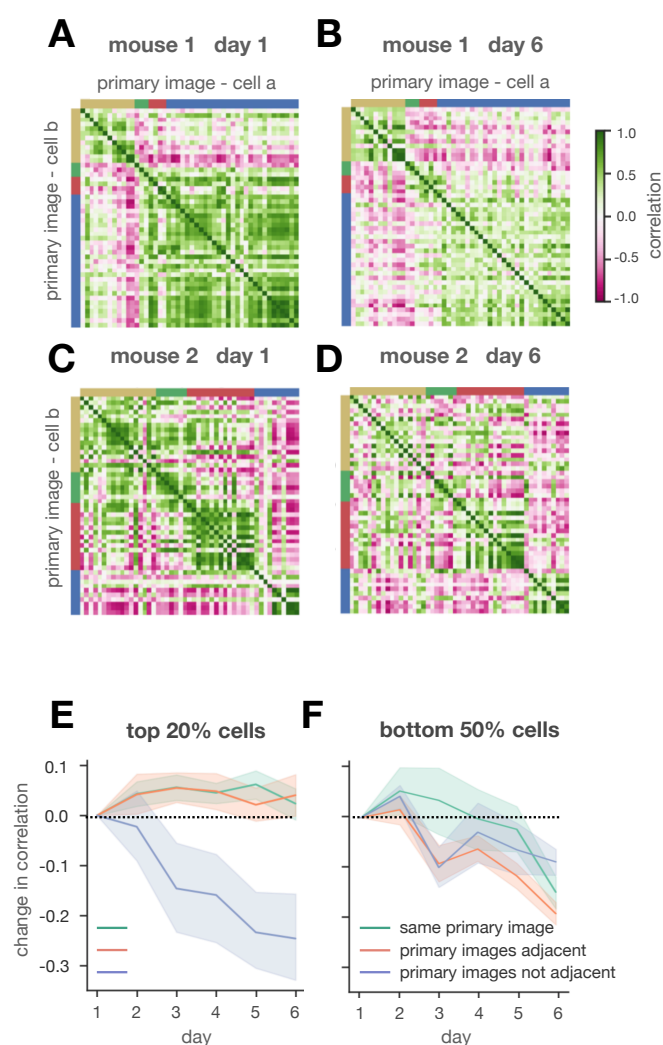 A
mouse 1 day 1
B
mouse 1 day 6
primary image - cell a
primary image - cell a
primary image - cell b
1.0
0.5
0.0
-0.5
-1.0
correlation
C
mouse 2 day 1
D
mouse 2 day 6
primary image - cell b
E
top 20% cells
F
bottom 50% cells
change in correlation
0.1
0.0
-0.1
-0.2
-0.3
same primary image
primary images adjacent
primary images not adjacent
1 2 3 4 5 6
day
1 2 3 4 5 6
day